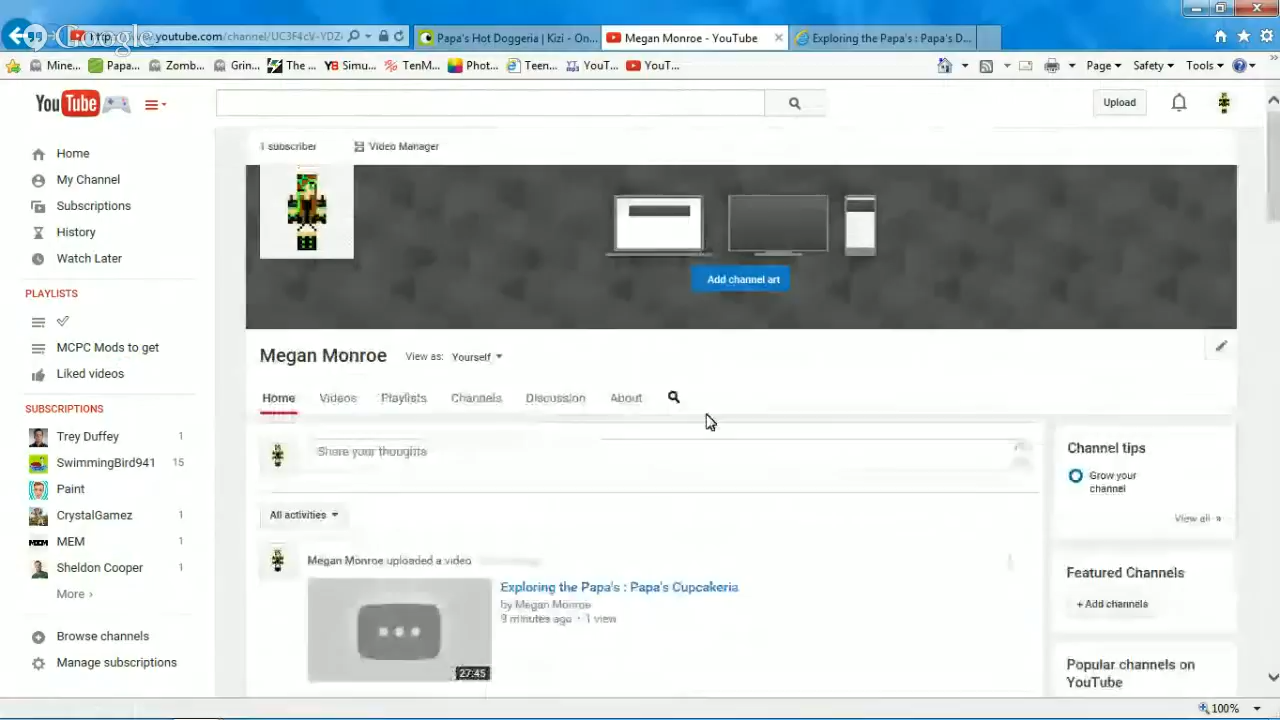 Google
youtube.com/channel/UC3F4cV-YDZ
Papa's Hot Doggeria | Kizi - On...
Megan Monroe - YouTube
Exploring the Papa's : Papa's D...
Mine...
Papa...
Zomb...
Grin...
The ...
Simu...
TenM...
Phot...
Teen...
YouT...
YouT...
Page
Safety
Tools
YouTube
Upload
Home
My Channel
Subscriptions
History
Watch Later
PLAYLISTS
MCPC Mods to get
Liked videos
SUBSCRIPTIONS
Trey Duffey 1
SwimmingBird941 15
Paint
CrystalGamez 1
MEM 1
Sheldon Cooper 1
More ›
Browse channels
Manage subscriptions
1 subscriber
Video Manager
Add channel art
Megan Monroe
View as: Yourself
Home Videos Playlists Channels Discussion About
Share your thoughts
All activities
Megan Monroe uploaded a video
Exploring the Papa's : Papa's Cupcakeria
by Megan Monroe
9 minutes ago · 1 view
27:45
Channel tips
Grow your
channel
View all »
Featured Channels
+ Add channels
Popular channels on
YouTube
100%